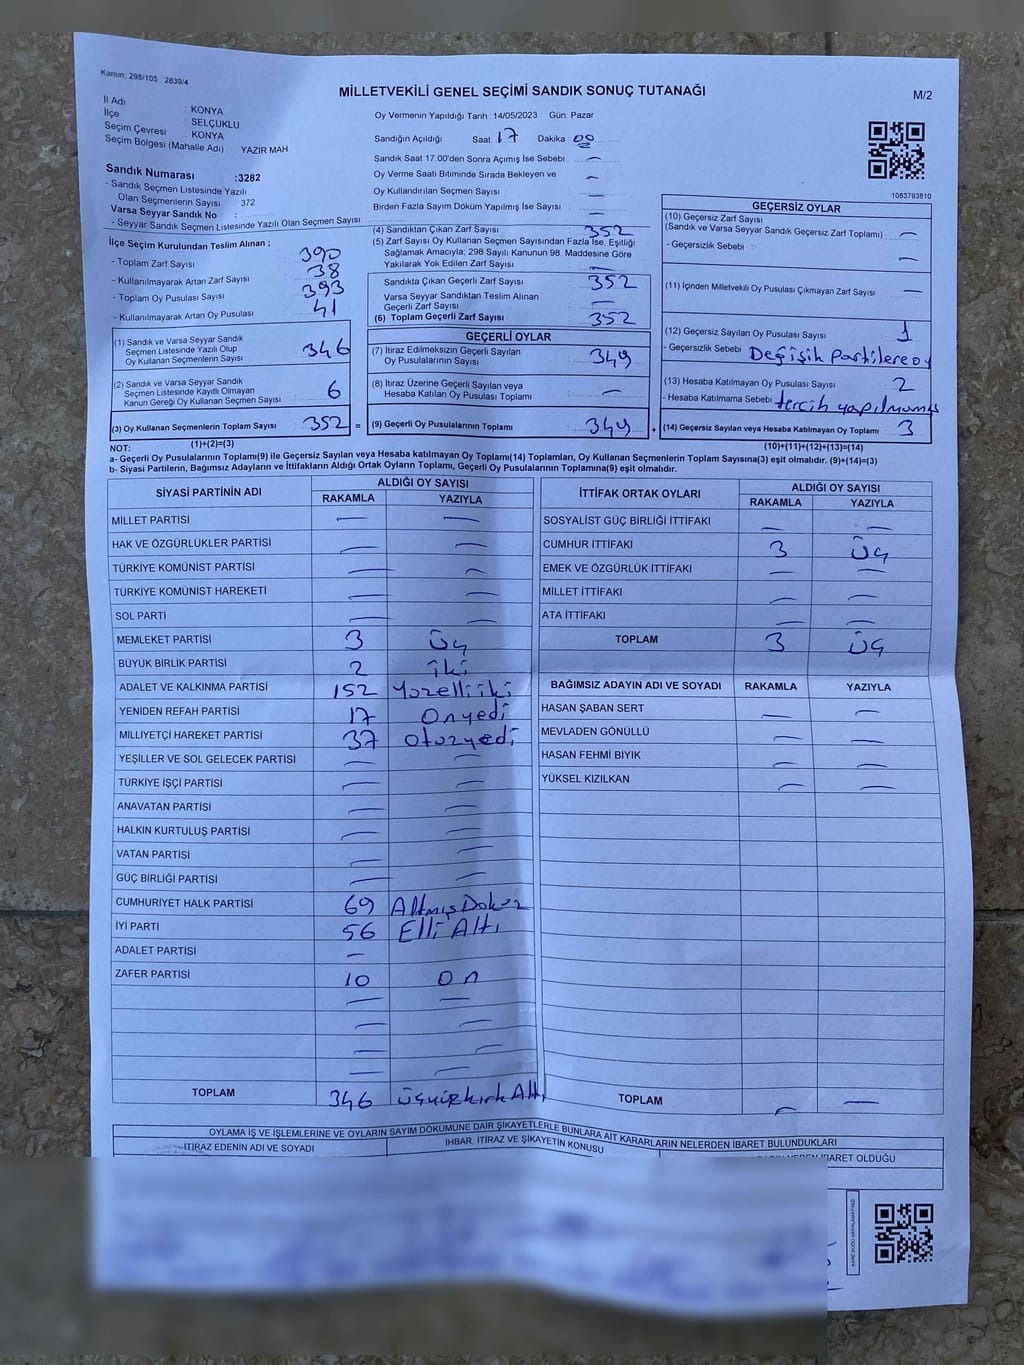 Kanun: 298/105 . 2839/4
MİLLETVEKİLİ GENEL SEÇİMİ SANDIK SONUÇ TUTANAĞI
M/2
İl Adı : KONYA
İlçe : SELÇUKLU
Seçim Çevresi : KONYA
Seçim Bölgesi (Mahalle Adı) YAZIR MAH
Sandık Numarası :3282
- Sandık Seçmen Listesinde Yazılı
Olan Seçmenlerin Sayısı : 372
Varsa Seyyar Sandık No :
- Seyyar Sandık Seçmen Listesinde Yazılı Olan Seçmen Sayısı :
Oy Vermenin Yapıldığı Tarih :14/05/2023 Gün: Pazar
Sandığın Açıldığı Saat: 17 Dakika : 00
Sandık Saat 17:00'den Sonra Açımış İse Sebebi : —
Oy Verme Saati Bitiminde Sırada Bekleyen ve —
Oy Kullandırılan Seçmen Sayısı : —
Birden Fazla Sayım Döküm Yapılmış İse Sayısı : —
1083793810
İlçe Seçim Kurulundan Teslim Alınan ;
- Toplam Zarf Sayısı : 390
- Kullanılmayarak Artan Zarf Sayısı : 38
- Toplam Oy Pusulası Sayısı : 393
- Kullanılmayarak Artan Oy Pusulası : 41
(4) Sandıktan Çıkan Zarf Sayısı : 352
(5) Zarf Sayısı Oy Kullanan Seçmen Sayısından Fazla İse, Eşitliği
Sağlamak Amacıyla, 298 Sayılı Kanunun 98. Maddesine Göre
Yakılarak Yok Edilen Zarf Sayısı : —
Sandıkta Çıkan Geçerli Zarf Sayısı : 352
Varsa Seyyar Sandıktan Teslim Alınan
Geçerli Zarf Sayısı : —
(6) Toplam Geçerli Zarf Sayısı : 352
GEÇERSİZ OYLAR
(10) Geçersiz Zarf Sayısı
(Sandık ve Varsa Seyyar Sandık Geçersiz Zarf Toplamı) : —
- Geçersizlik Sebebi : —
(11) İçinden Milletvekili Oy Pusulası Çıkmayan Zarf Sayısı : —
(12) Geçersiz Sayılan Oy Pusulası Sayısı : 1
- Geçersizlik Sebebi : Değişik Partilere oy
(13) Hesaba Katılmayan Oy Pusulası Sayısı : 2
- Hesaba Katılmama Sebebi : tercih yapılmamış
(14) Geçersiz Sayılan veya Hesaba Katılmayan Oy Toplamı : 3
(10)+(11)+(12)+(13)=(14)
(1) Sandık ve Varsa Seyyar Sandık
Seçmen Listesinde Yazılı Olup
Oy Kullanan Seçmenlerin Sayısı : 346
(2) Sandık ve Varsa Seyyar Sandık
Seçmen Listesinde Kayıtlı Olmayan
Kanun Gereği Oy Kullanan Seçmen Sayısı : 6
(3) Oy Kullanan Seçmenlerin Toplam Sayısı : 352 =
(1)+(2)=(3)
GEÇERLİ OYLAR
(7) İtiraz Edilmeksizin Geçerli Sayılan
Oy Pusulalarının Sayısı : 349
(8) İtiraz Üzerine Geçerli Sayılan veya
Hesaba Katılan Oy Pusulası Toplamı : —
(9) Geçerli Oy Pusulalarının Toplamı : 349 +
NOT:
a- Geçerli Oy Pusulalarının Toplamı(9) ile Geçersiz Sayılan veya Hesaba katılmayan Oy Pusulası Toplamı(14) Toplamları, Oy Kullanan Seçmenlerin Toplam Sayısına(3) eşit olmalıdır. (9)+(14)=(3)
b- Siyasi Partilerin, Bağımsız Adayların ve İttifakların Aldığı Ortak Oyların Toplamı, Geçerli Oy Pusulalarının Toplamına(9) eşit olmalıdır.
SİYASİ PARTİNİN ADI ALDIĞI OY SAYISI
RAKAMLA YAZIYLA
MİLLET PARTİSİ — —
HAK VE ÖZGÜRLÜKLER PARTİSİ — —
TÜRKİYE KOMÜNİST PARTİSİ — —
TÜRKİYE KOMÜNİST HAREKETİ — —
SOL PARTİ — —
MEMLEKET PARTİSİ 3 Üç
BÜYÜK BİRLİK PARTİSİ 2 iki
ADALET VE KALKINMA PARTİSİ 152 Yüzelliiki
YENİDEN REFAH PARTİSİ 17 Onyedi
MİLLİYETÇİ HAREKET PARTİSİ 37 otuzyedi
YEŞİLLER VE SOL GELECEK PARTİSİ — —
TÜRKİYE İŞÇİ PARTİSİ — —
ANAVATAN PARTİSİ — —
HALKIN KURTULUŞ PARTİSİ — —
VATAN PARTİSİ — —
GÜÇ BİRLİĞİ PARTİSİ — —
CUMHURİYET HALK PARTİSİ 69 AltmışDokuz
İYİ PARTİ 56 Elli Altı
ADALET PARTİSİ —
ZAFER PARTİSİ 10 On
— —
— —
— —
— —
TOPLAM 346 üçyüzkırk Altı
İTTİFAK ORTAK OYLARI ALDIĞI OY SAYISI
RAKAMLA YAZIYLA
SOSYALİST GÜÇ BİRLİĞİ İTTİFAKI — —
CUMHUR İTTİFAKI 3 Üç
EMEK VE ÖZGÜRLÜK İTTİFAKI — —
MİLLET İTTİFAKI — —
ATA İTTİFAKI — —
TOPLAM 3 Üç
BAĞIMSIZ ADAYIN ADI VE SOYADI RAKAMLA YAZIYLA
HASAN ŞABAN SERT — —
MEVLADEN GÖNÜLLÜ — —
HASAN FEHMİ BIYIK — —
YÜKSEL KIZILKAN — —
TOPLAM — —
OYLAMA İŞ VE İŞLEMLERİNE VE OYLARIN SAYIM DÖKÜMÜNE DAİR ŞİKAYETLERLE BUNLARA AİT KARARLARIN NELERDEN İBARET BULUNDUKLARI
İTİRAZ EDENİN ADI VE SOYADI İHBAR, İTİRAZ VE ŞİKAYETİN KONUSU İBARET OLDUĞU